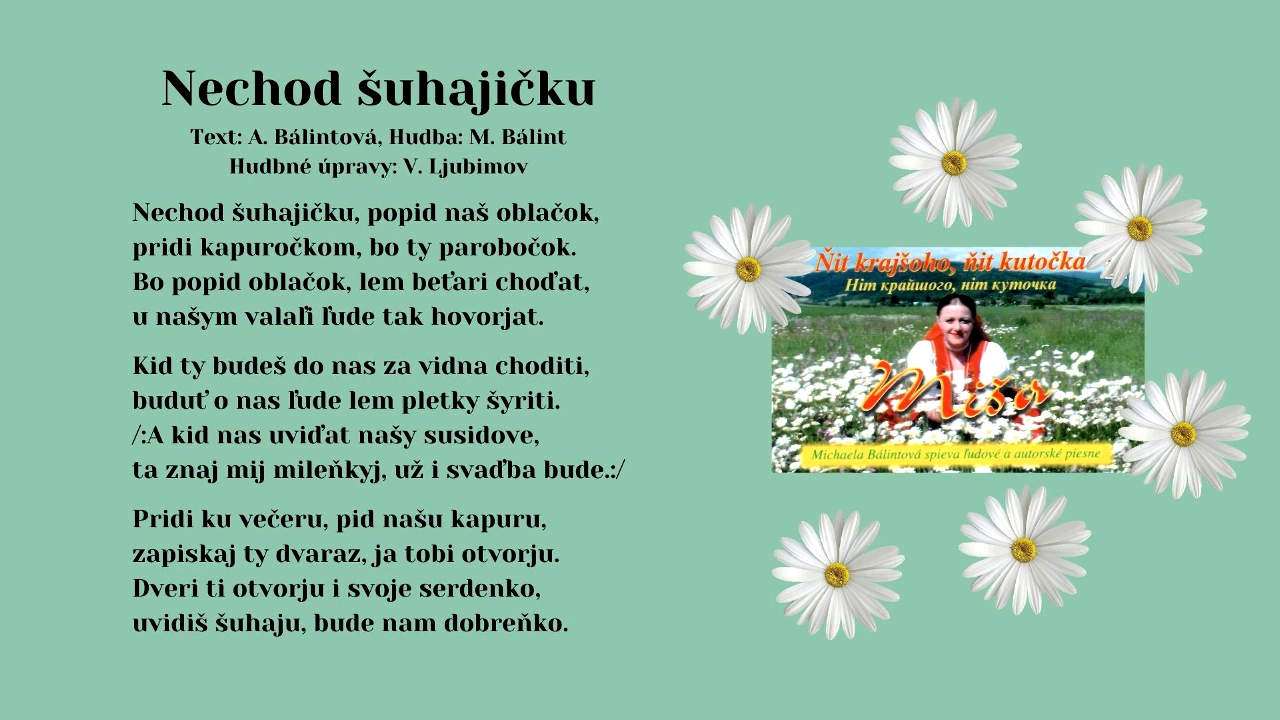 Nechod šuhajičku
Text: A. Bálintová, Hudba: M. Bálint
Hudbné úpravy: V. Ljubimov
Nechod šuhajičku, popid naš oblačok,
pridi kapuročkom, bo ty parobočok.
Bo popid oblačok, lem beťari choďat,
u našym valaľi ľude tak hovorjat.
Kid ty budeš do nas za vidna choditi,
buduť o nas ľude lem pletky šyriti.
/:A kid nas uviďat našy susidove,
ta znaj mij mileňkyj, už i svaďba bude.:/
Pridi ku večeru, pid našu kapuru,
zapiskaj ty dvaraz, ja tobi otvorju.
Dveri ti otvorju i svoje serdenko,
uvidiš šuhaju, bude nam dobreňko.
Ňit krajšoho, ňit kutočka
Ніт крайшого, ніт куточка
Miša
Michaela Bálintová spieva ľudové a autorské piesne